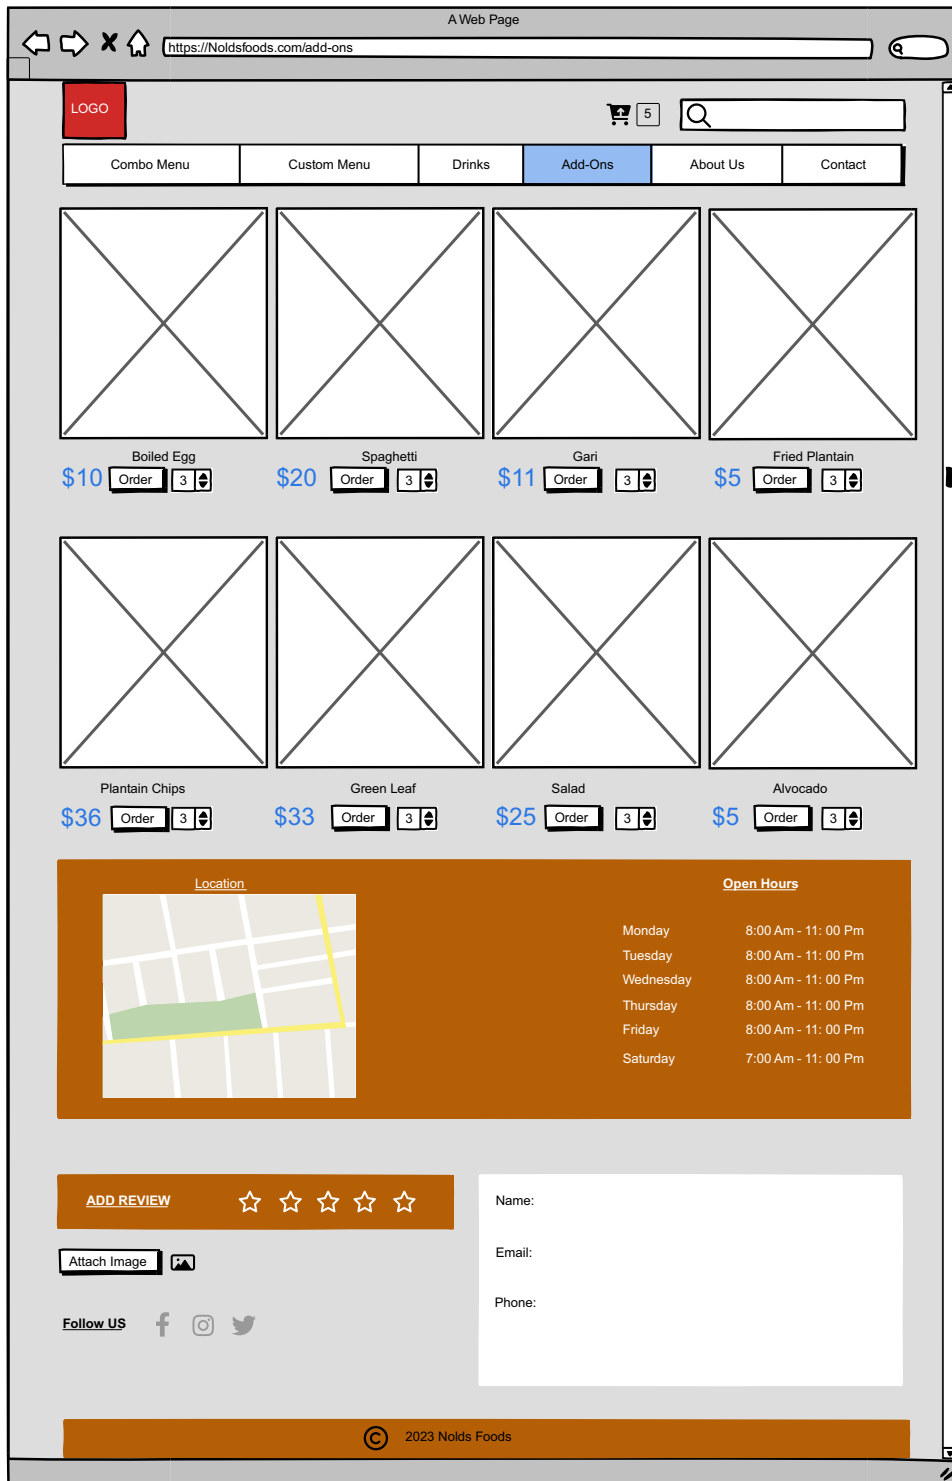 A Web Page
https://Noldsfoods.com/add-ons
LOGO
5
Combo Menu Custom Menu Drinks Add-Ons About Us Contact
Boiled Egg Spaghetti Gari Fried Plantain
$10 Order 3 $20 Order 3 $11 Order 3 $5 Order 3
Plantain Chips Green Leaf Salad Alvocado
$36 Order 3 $33 Order 3 $25 Order 3 $5 Order 3
Location
Open Hours
Monday 8:00 Am - 11: 00 Pm
Tuesday 8:00 Am - 11: 00 Pm
Wednesday 8:00 Am - 11: 00 Pm
Thursday 8:00 Am - 11: 00 Pm
Friday 8:00 Am - 11: 00 Pm
Saturday 7:00 Am - 11: 00 Pm
ADD REVIEW
Attach Image
Follow US
Name:
Email:
Phone:
© 2023 Nolds Foods